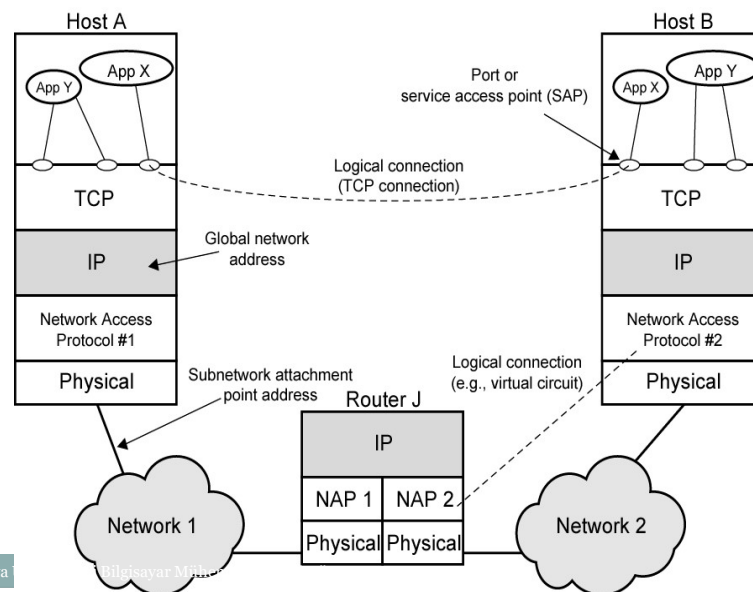 Host A
Host B
App X
App Y
App X
App Y
Port or
service access point (SAP)
Logical connection
(TCP connection)
TCP
TCP
Global network
address
IP
IP
Network Access
Protocol #1
Network Access
Protocol #2
Logical connection
(e.g., virtual circuit)
Subnetwork attachment
point address
Physical
Physical
Router J
IP
NAP 1
NAP 2
Physical
Physical
Network 1
Network 2
Bilgisayar